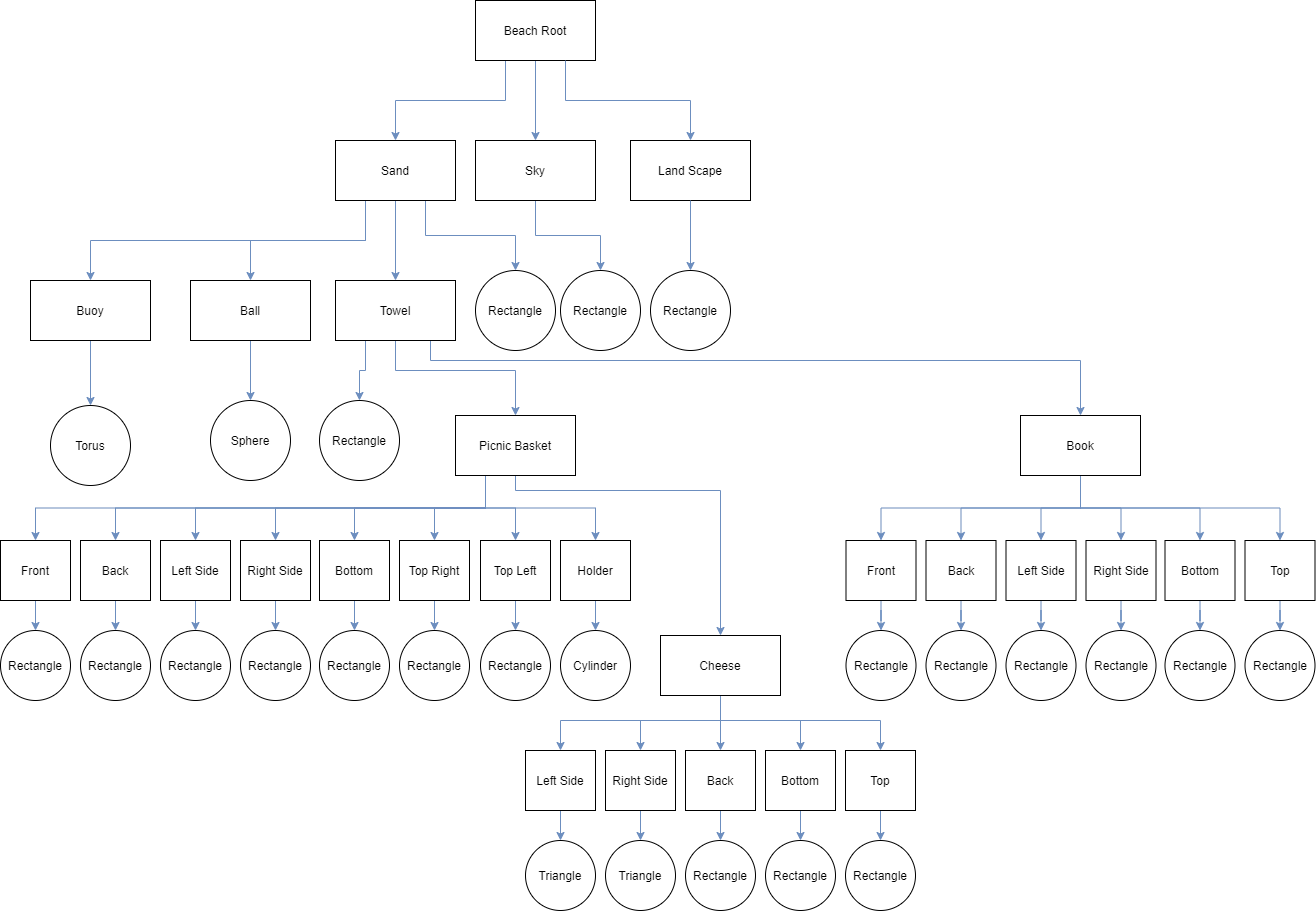 Beach Root
Sand
Sky
Land Scape
Buoy
Ball
Towel
Rectangle
Rectangle
Rectangle
Torus
Sphere
Rectangle
Picnic Basket
Book
Front
Back
Left Side
Right Side
Bottom
Top Right
Top Left
Holder
Front
Back
Left Side
Right Side
Bottom
Top
Rectangle
Rectangle
Rectangle
Rectangle
Rectangle
Rectangle
Rectangle
Cylinder
Cheese
Rectangle
Rectangle
Rectangle
Rectangle
Rectangle
Rectangle
Left Side
Right Side
Back
Bottom
Top
Triangle
Triangle
Rectangle
Rectangle
Rectangle